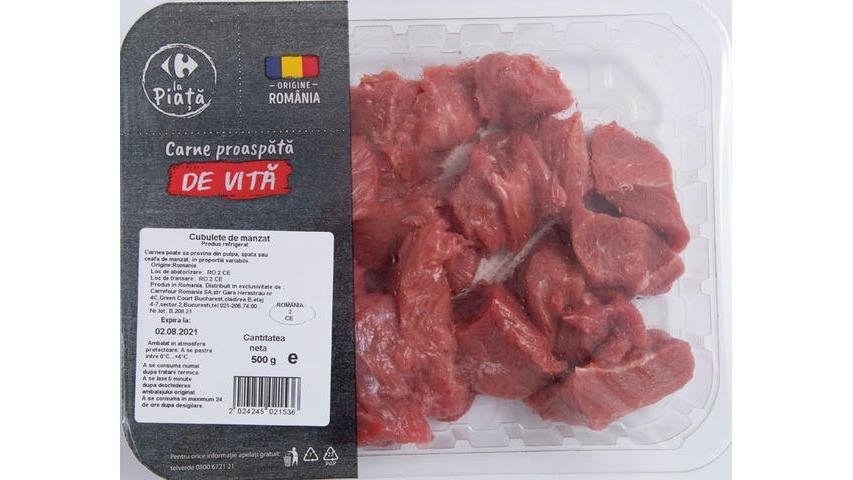 la
Piață
ORIGINE
ROMÂNIA
Carne proaspătă
DE VITĂ
Cubulete de manzat
Produs refrigerat
Carnea poate sa provina din pulpa, spata sau
ceafa de manzat, in proportii variabile.
Origine:Romania
Loc de abatorizare: RO 2 CE
Loc de transare: RO 2 CE
Produs in Romania. Distribuit in exclusivitate de :
Carrefour Romania SA,str Gara Herastrau nr
4C,Green Court Bucharest,cladirea B,etaj
4-7,sector 2,Bucuresti,tel 021-206.74.00
Nr.lot: B.208.21
ROMANIA
2
CE
Expira la:
02.08.2021
Ambalat in atmosfera
protectoare. A se pastra
intre 0°C...+4°C.
Cantitatea
neta
500 g e
A se consuma numai
dupa tratare termica.
A se lasa 5 minute
dupa deschiderea
ambalajului original
A se consuma in maximum 24
de ore dupa desigilare.
2 024245 021536
Pentru orice informație apelați gratuit:
telverde 0800 6721 21
PAP